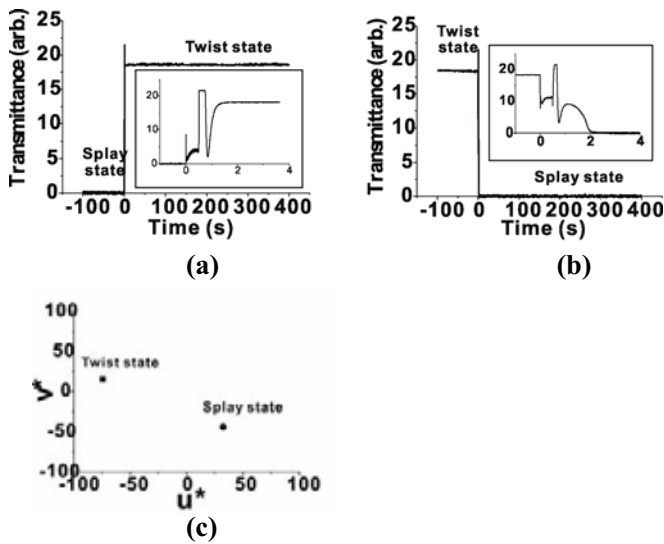 Transmittance (arb.)
25
20
15
10
5
0
Twist state
20
10
0
0 2 4
Splay
state
-100 0 100 200 300 400
Time (s)
(a)
Transmittance (arb.)
25
20
15
10
5
0
Twist
state
20
10
0
0 2 4
Splay state
-100 0 100 200 300 400
Time (s)
(b)
v*
100
50
0
-50
-100
Twist state
Splay state
-100 -50 0 50 100
u*
(c)